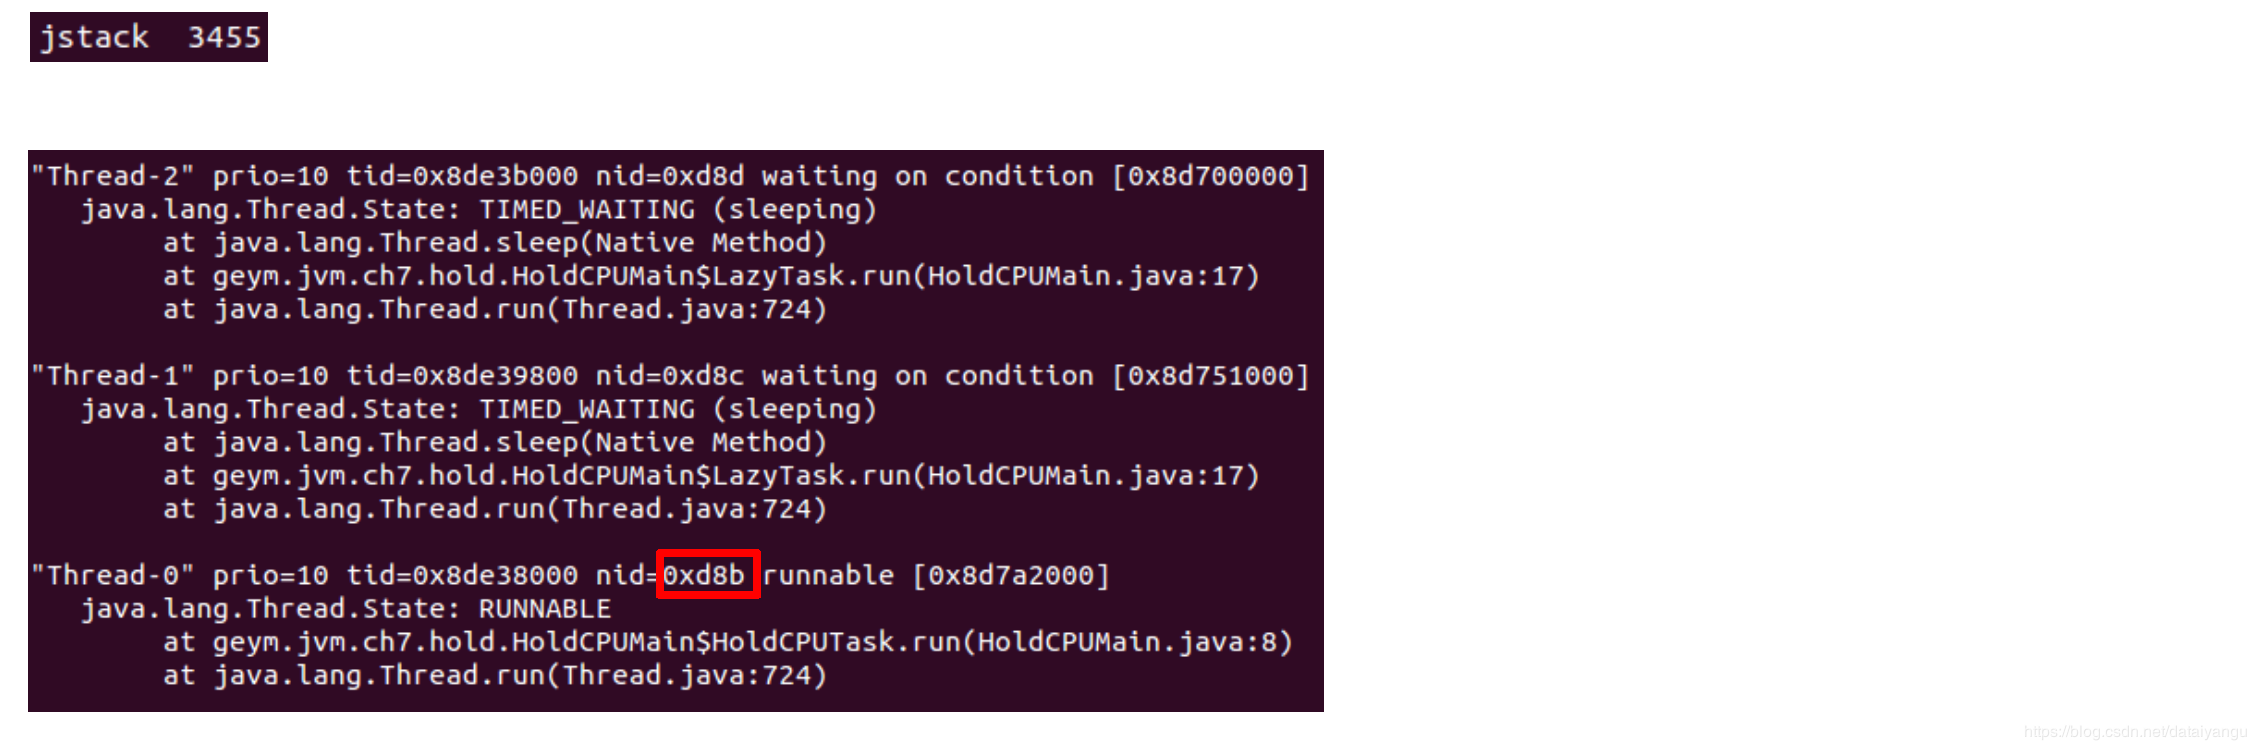 jstack  3455
"Thread-2" prio=10 tid=0x8de3b000 nid=0xd8d waiting on condition [0x8d700000]
   java.lang.Thread.State: TIMED_WAITING (sleeping)
        at java.lang.Thread.sleep(Native Method)
        at geym.jvm.ch7.hold.HoldCPUMain$LazyTask.run(HoldCPUMain.java:17)
        at java.lang.Thread.run(Thread.java:724)
"Thread-1" prio=10 tid=0x8de39800 nid=0xd8c waiting on condition [0x8d751000]
   java.lang.Thread.State: TIMED_WAITING (sleeping)
        at java.lang.Thread.sleep(Native Method)
        at geym.jvm.ch7.hold.HoldCPUMain$LazyTask.run(HoldCPUMain.java:17)
        at java.lang.Thread.run(Thread.java:724)
"Thread-0" prio=10 tid=0x8de38000 nid=0xd8b runnable [0x8d7a2000]
   java.lang.Thread.State: RUNNABLE
        at geym.jvm.ch7.hold.HoldCPUMain$HoldCPUTask.run(HoldCPUMain.java:8)
        at java.lang.Thread.run(Thread.java:724)
https://blog.csdn.net/dataiyangu